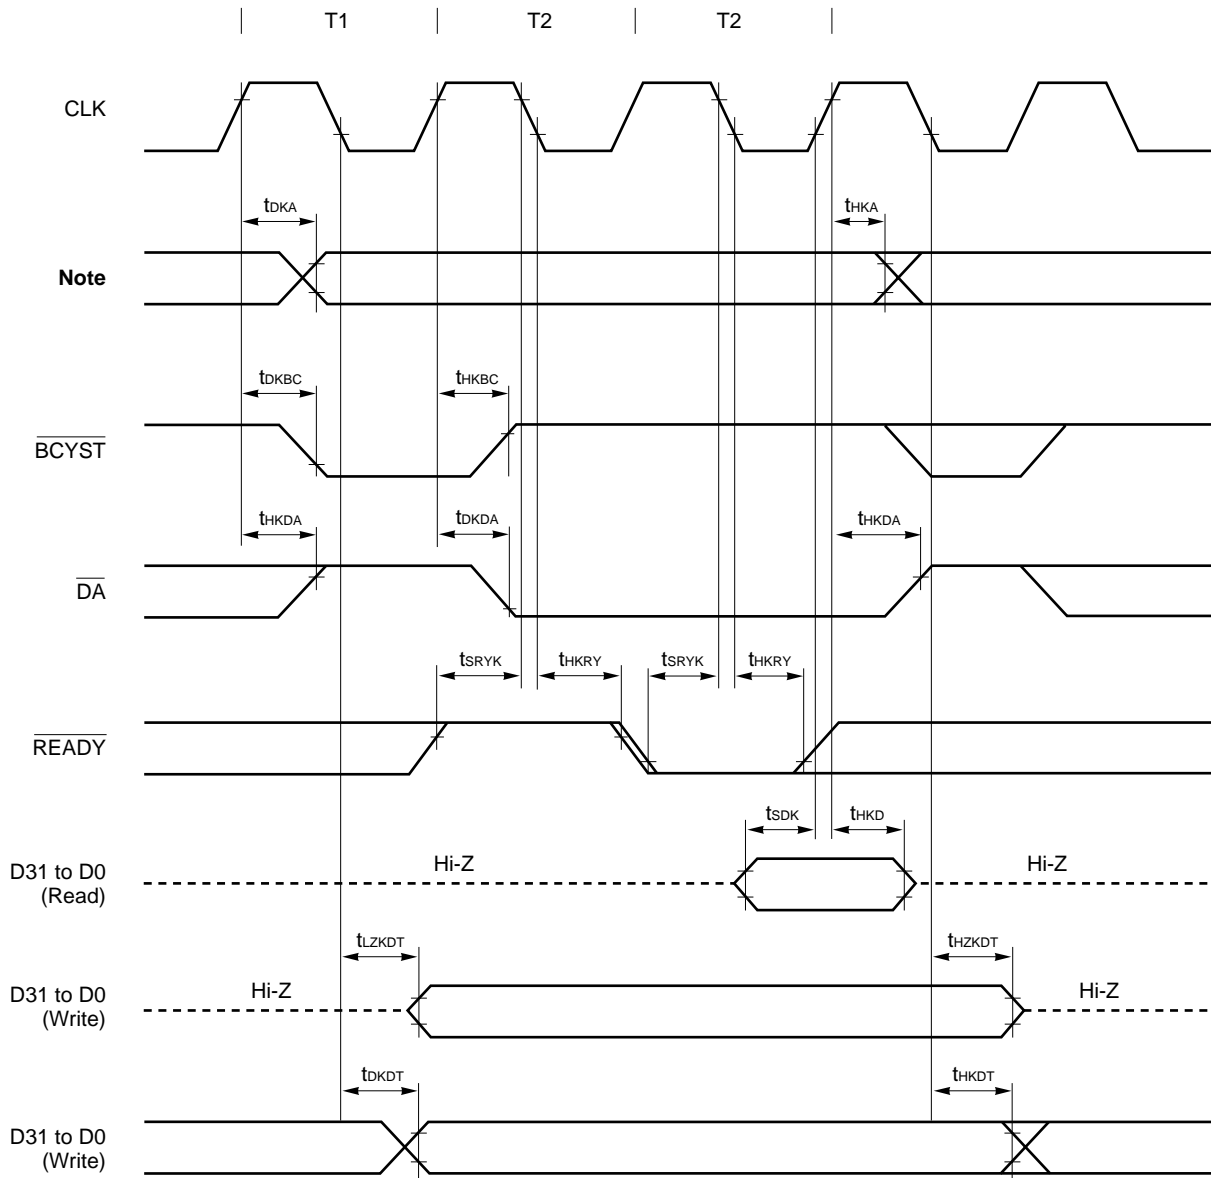 T1 T2 T2
CLK
tDKA tHKA
Note
tDKBC tHKBC
BCYST
tHKDA tDKDA tHKDA
DA
tSRYK tHKRY tSRYK tHKRY
READY
tSDK tHKD
D31 to D0
(Read)
Hi-Z Hi-Z
tLZKDT tHZKDT
D31 to D0
(Write)
Hi-Z Hi-Z
tDKDT tHKDT
D31 to D0
(Write)